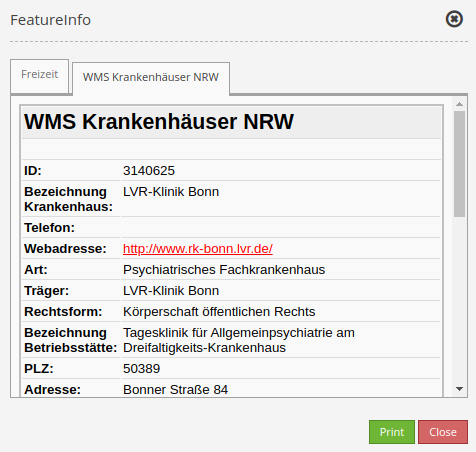 FeatureInfo
Freizeit
WMS Krankenhäuser NRW
WMS Krankenhäuser NRW
ID: 3140625
Bezeichnung LVR-Klinik Bonn
Krankenhaus:
Telefon:
Webadresse: http://www.rk-bonn.lvr.de/
Art: Psychiatrisches Fachkrankenhaus
Träger: LVR-Klinik Bonn
Rechtsform: Körperschaft öffentlichen Rechts
Bezeichnung Tagesklinik für Allgemeinpsychiatrie am
Betriebsstätte: Dreifaltigkeits-Krankenhaus
PLZ: 50389
Adresse: Bonner Straße 84
Print
Close